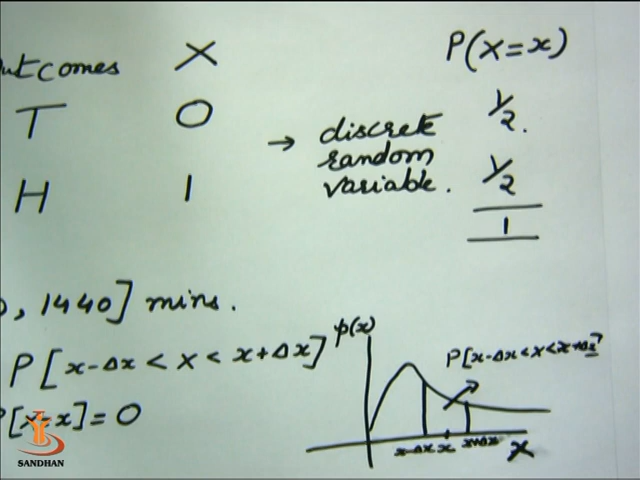 outcomes X P(X=x)
T 0 → discrete random variable. 1/2.
H 1 1/2
1
, 1440] mins.
P[x-Δx < X < x+Δx]
P[X=x] = 0
p(x)
P[x-Δx<X<x+Δx]
x-Δx x x+Δx X
SANDHAN